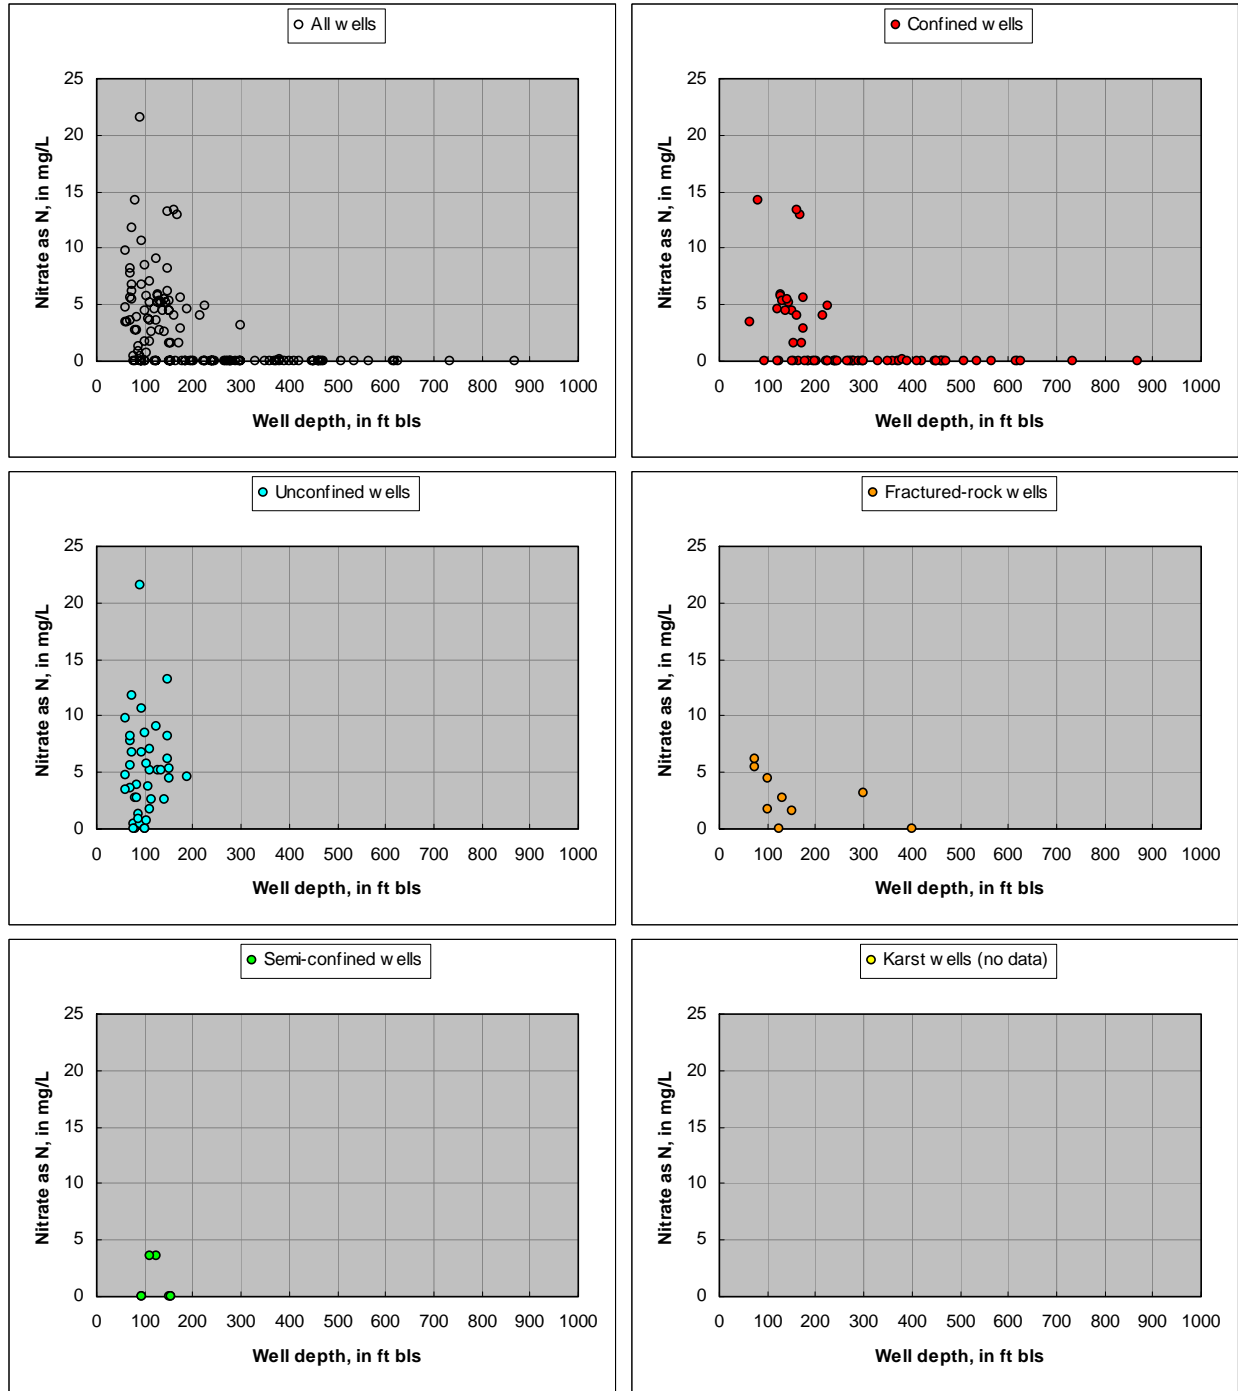 All wells
25
20
15
10
5
0
0 100 200 300 400 500 600 700 800 900 1000
Nitrate as N, in mg/L
Well depth, in ft bls
Confined wells
25
20
15
10
5
0
0 100 200 300 400 500 600 700 800 900 1000
Nitrate as N, in mg/L
Well depth, in ft bls
Unconfined wells
25
20
15
10
5
0
0 100 200 300 400 500 600 700 800 900 1000
Nitrate as N, in mg/L
Well depth, in ft bls
Fractured-rock wells
25
20
15
10
5
0
0 100 200 300 400 500 600 700 800 900 1000
Nitrate as N, in mg/L
Well depth, in ft bls
Semi-confined wells
25
20
15
10
5
0
0 100 200 300 400 500 600 700 800 900 1000
Nitrate as N, in mg/L
Well depth, in ft bls
Karst wells (no data)
25
20
15
10
5
0
0 100 200 300 400 500 600 700 800 900 1000
Nitrate as N, in mg/L
Well depth, in ft bls